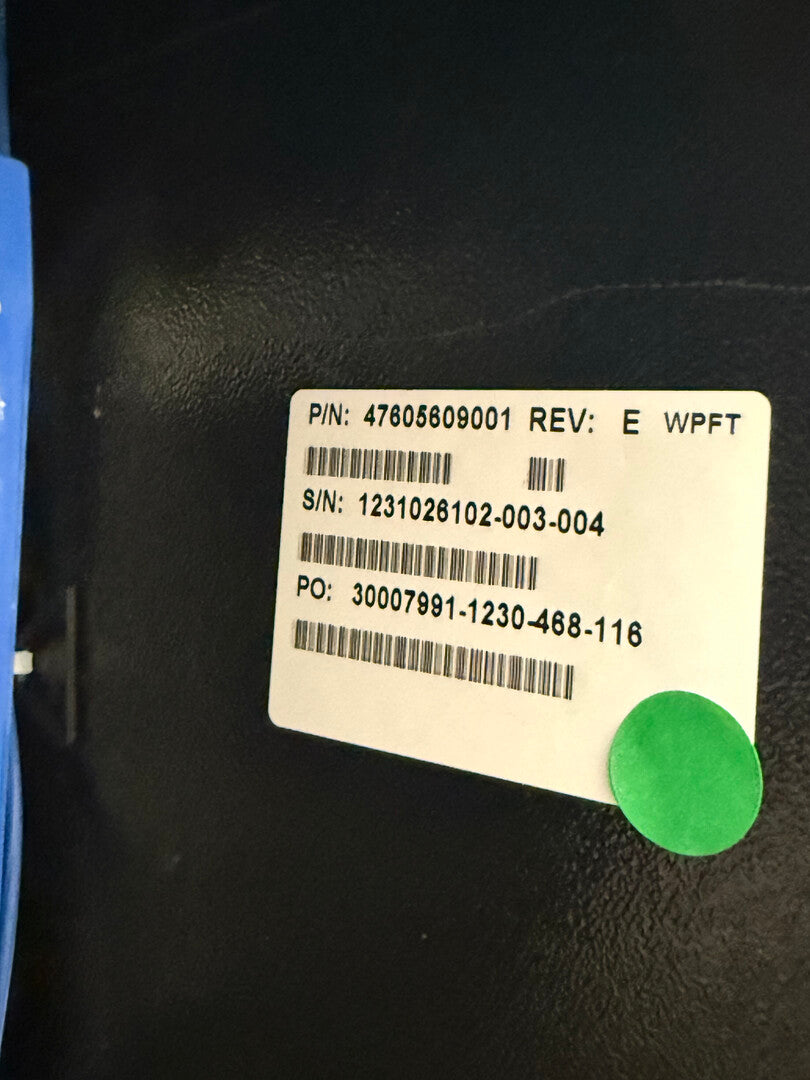 P/N: 47605609001 REV: E WPFT
S/N: 1231026102-003-004
PO: 30007991-1230-468-116